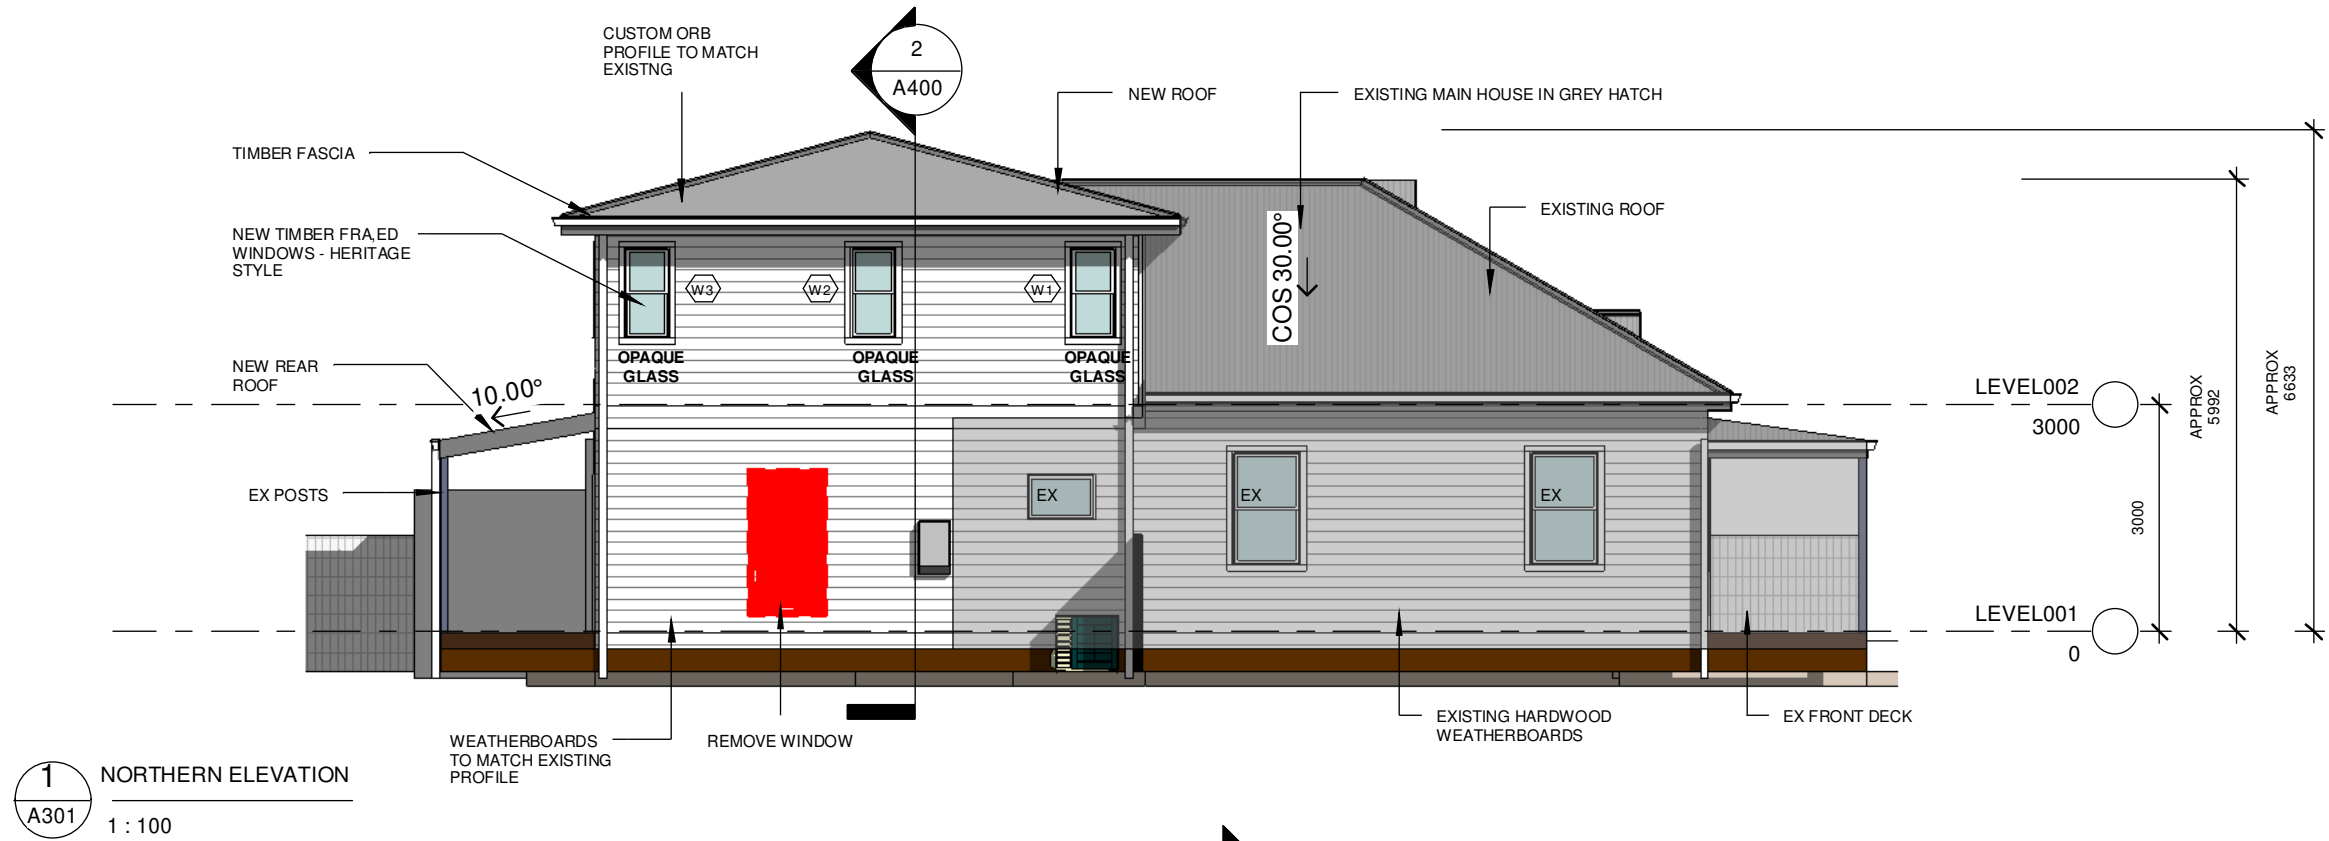 CUSTOM ORB
PROFILE TO MATCH
EXISTNG
2
A400
NEW ROOF
EXISTING MAIN HOUSE IN GREY HATCH
TIMBER FASCIA
NEW TIMBER FRA,ED
WINDOWS - HERITAGE
STYLE
EXISTING ROOF
COS 30.00°
W3
W2
W1
OPAQUE
GLASS
OPAQUE
GLASS
OPAQUE
GLASS
NEW REAR
ROOF
10.00°
LEVEL002
3000
APPROX
5992
APPROX
6633
EX POSTS
EX
EX
EX
3000
LEVEL001
0
WEATHERBOARDS
TO MATCH EXISTING
PROFILE
REMOVE WINDOW
EXISTING HARDWOOD
WEATHERBOARDS
EX FRONT DECK
1
A301
NORTHERN ELEVATION
1 : 100